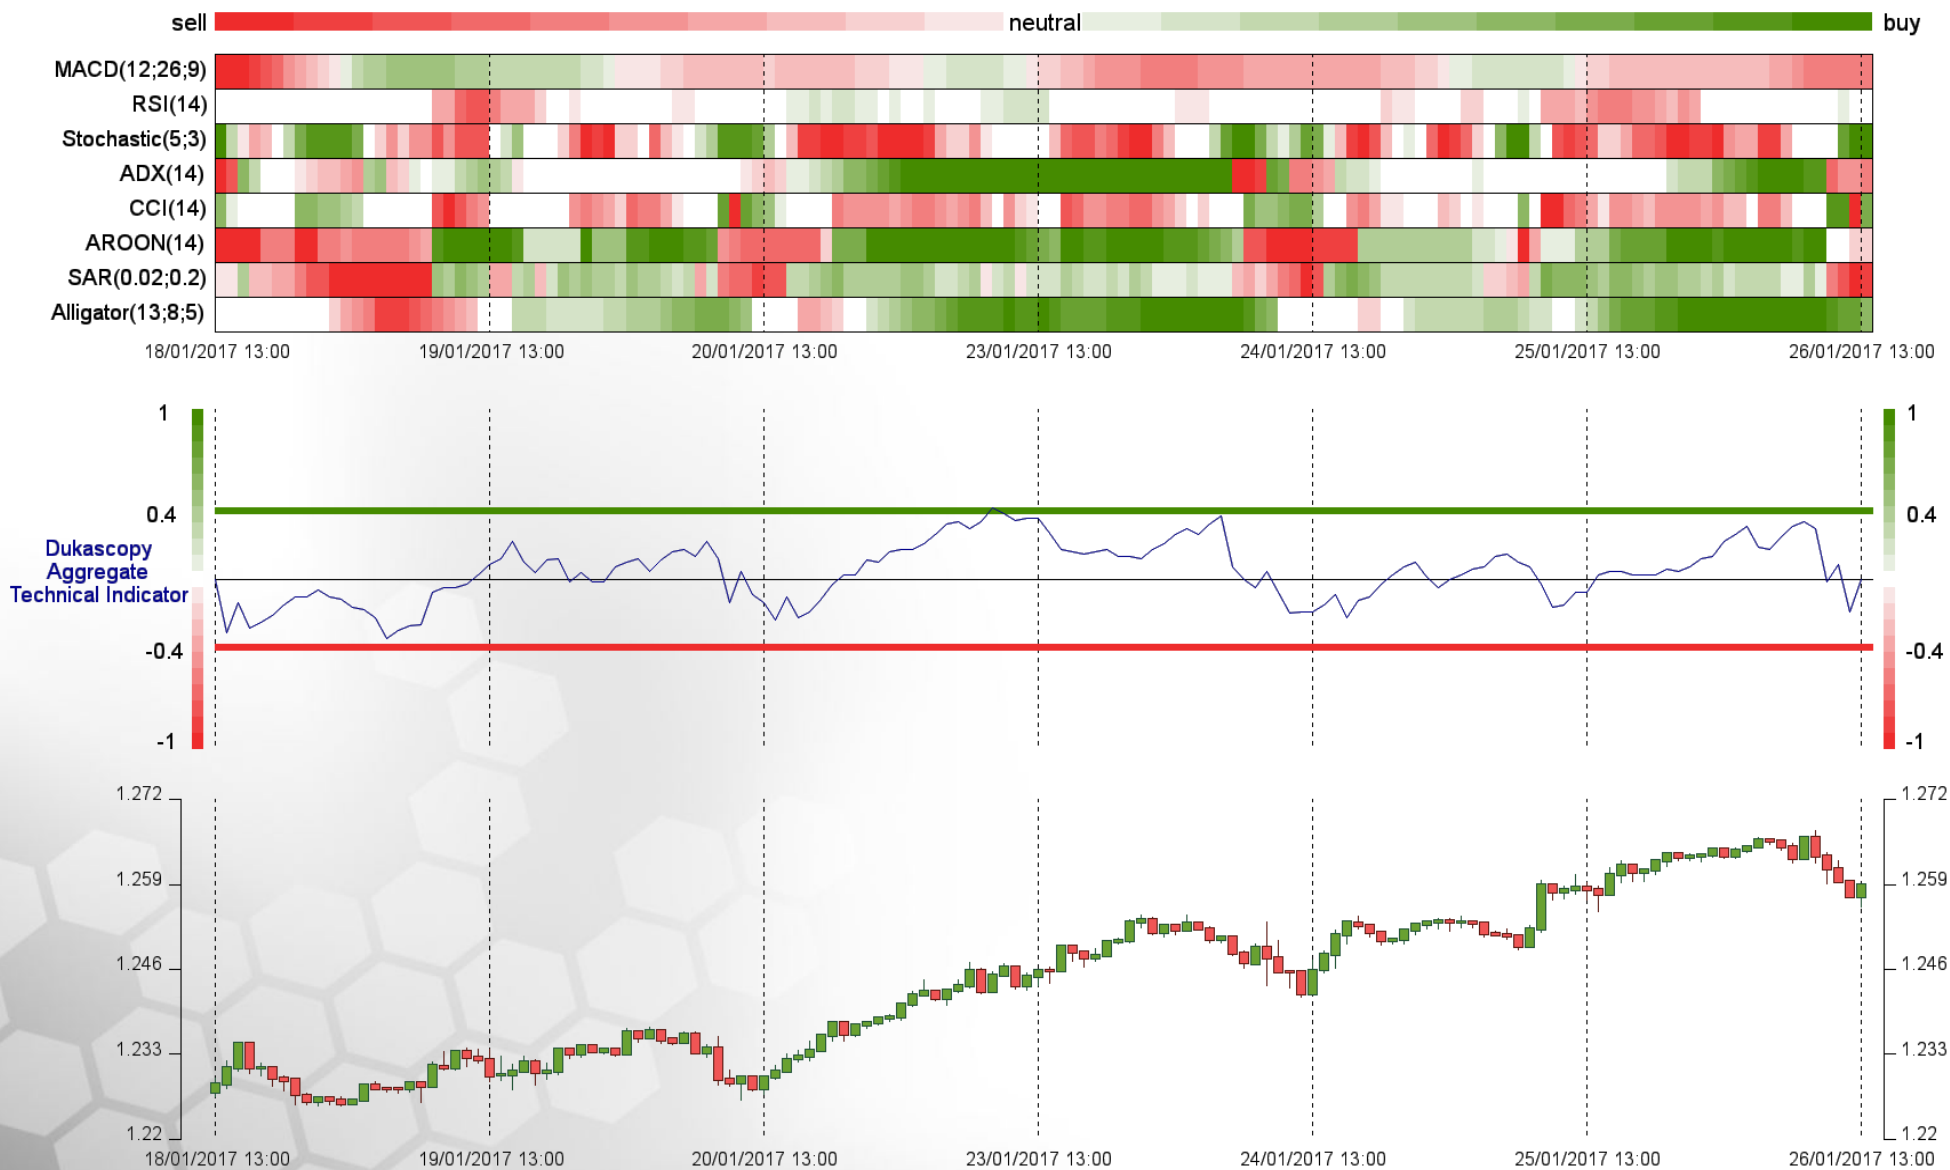 sell neutral buy
MACD(12;26;9)
RSI(14)
Stochastic(5;3)
ADX(14)
CCI(14)
AROON(14)
SAR(0.02;0.2)
Alligator(13;8;5)
18/01/2017 13:00 19/01/2017 13:00 20/01/2017 13:00 23/01/2017 13:00 24/01/2017 13:00 25/01/2017 13:00 26/01/2017 13:00
1 1
0.4 0.4
Dukascopy
Aggregate
Technical Indicator
-0.4 -0.4
-1 -1
1.272 1.272
1.259 1.259
1.246 1.246
1.233 1.233
1.22 1.22
18/01/2017 13:00 19/01/2017 13:00 20/01/2017 13:00 23/01/2017 13:00 24/01/2017 13:00 25/01/2017 13:00 26/01/2017 13:00